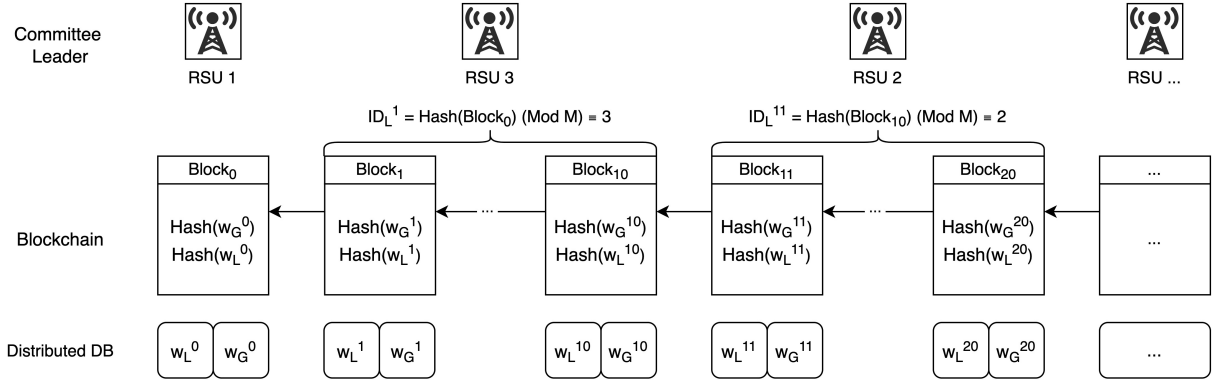 Committee
Leader
RSU 1
RSU 3
RSU 2
RSU ...
ID_L^1 = Hash(Block_0) (Mod M) ≡ 3
ID_L^11 = Hash(Block_10) (Mod M) ≡ 2
Block_0
Block_1
Block_10
Block_11
Block_20
...
...
...
Blockchain
Hash(w_G^0)
Hash(w_L^0)
Hash(w_G^1)
Hash(w_L^1)
Hash(w_G^10)
Hash(w_L^10)
Hash(w_G^11)
Hash(w_L^11)
Hash(w_G^20)
Hash(w_L^20)
...
Distributed DB
w_L^0 w_G^0
w_L^1 w_G^1
w_L^10 w_G^10
w_L^11 w_G^11
w_L^20 w_G^20
...